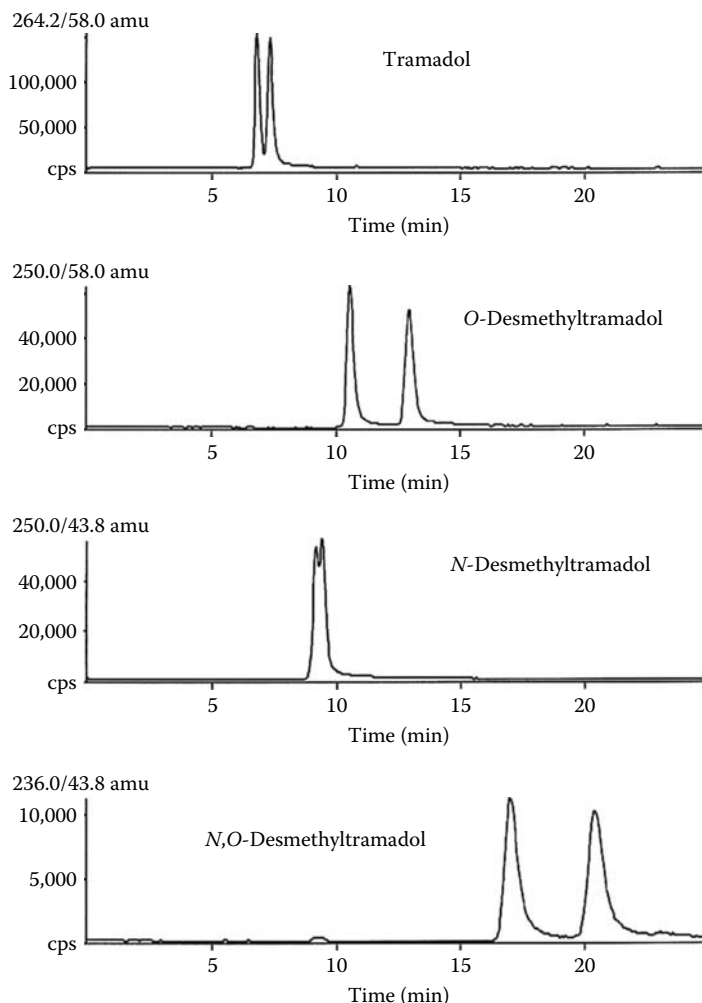 264.2/58.0 amu
Tramadol
100,000
50,000
cps
5 10 15 20
Time (min)
250.0/58.0 amu
O-Desmethyltramadol
40,000
20,000
cps
5 10 15 20
Time (min)
250.0/43.8 amu
N-Desmethyltramadol
40,000
20,000
cps
5 10 15 20
Time (min)
236.0/43.8 amu
10,000
N,O-Desmethyltramadol
5,000
cps
5 10 15 20
Time (min)